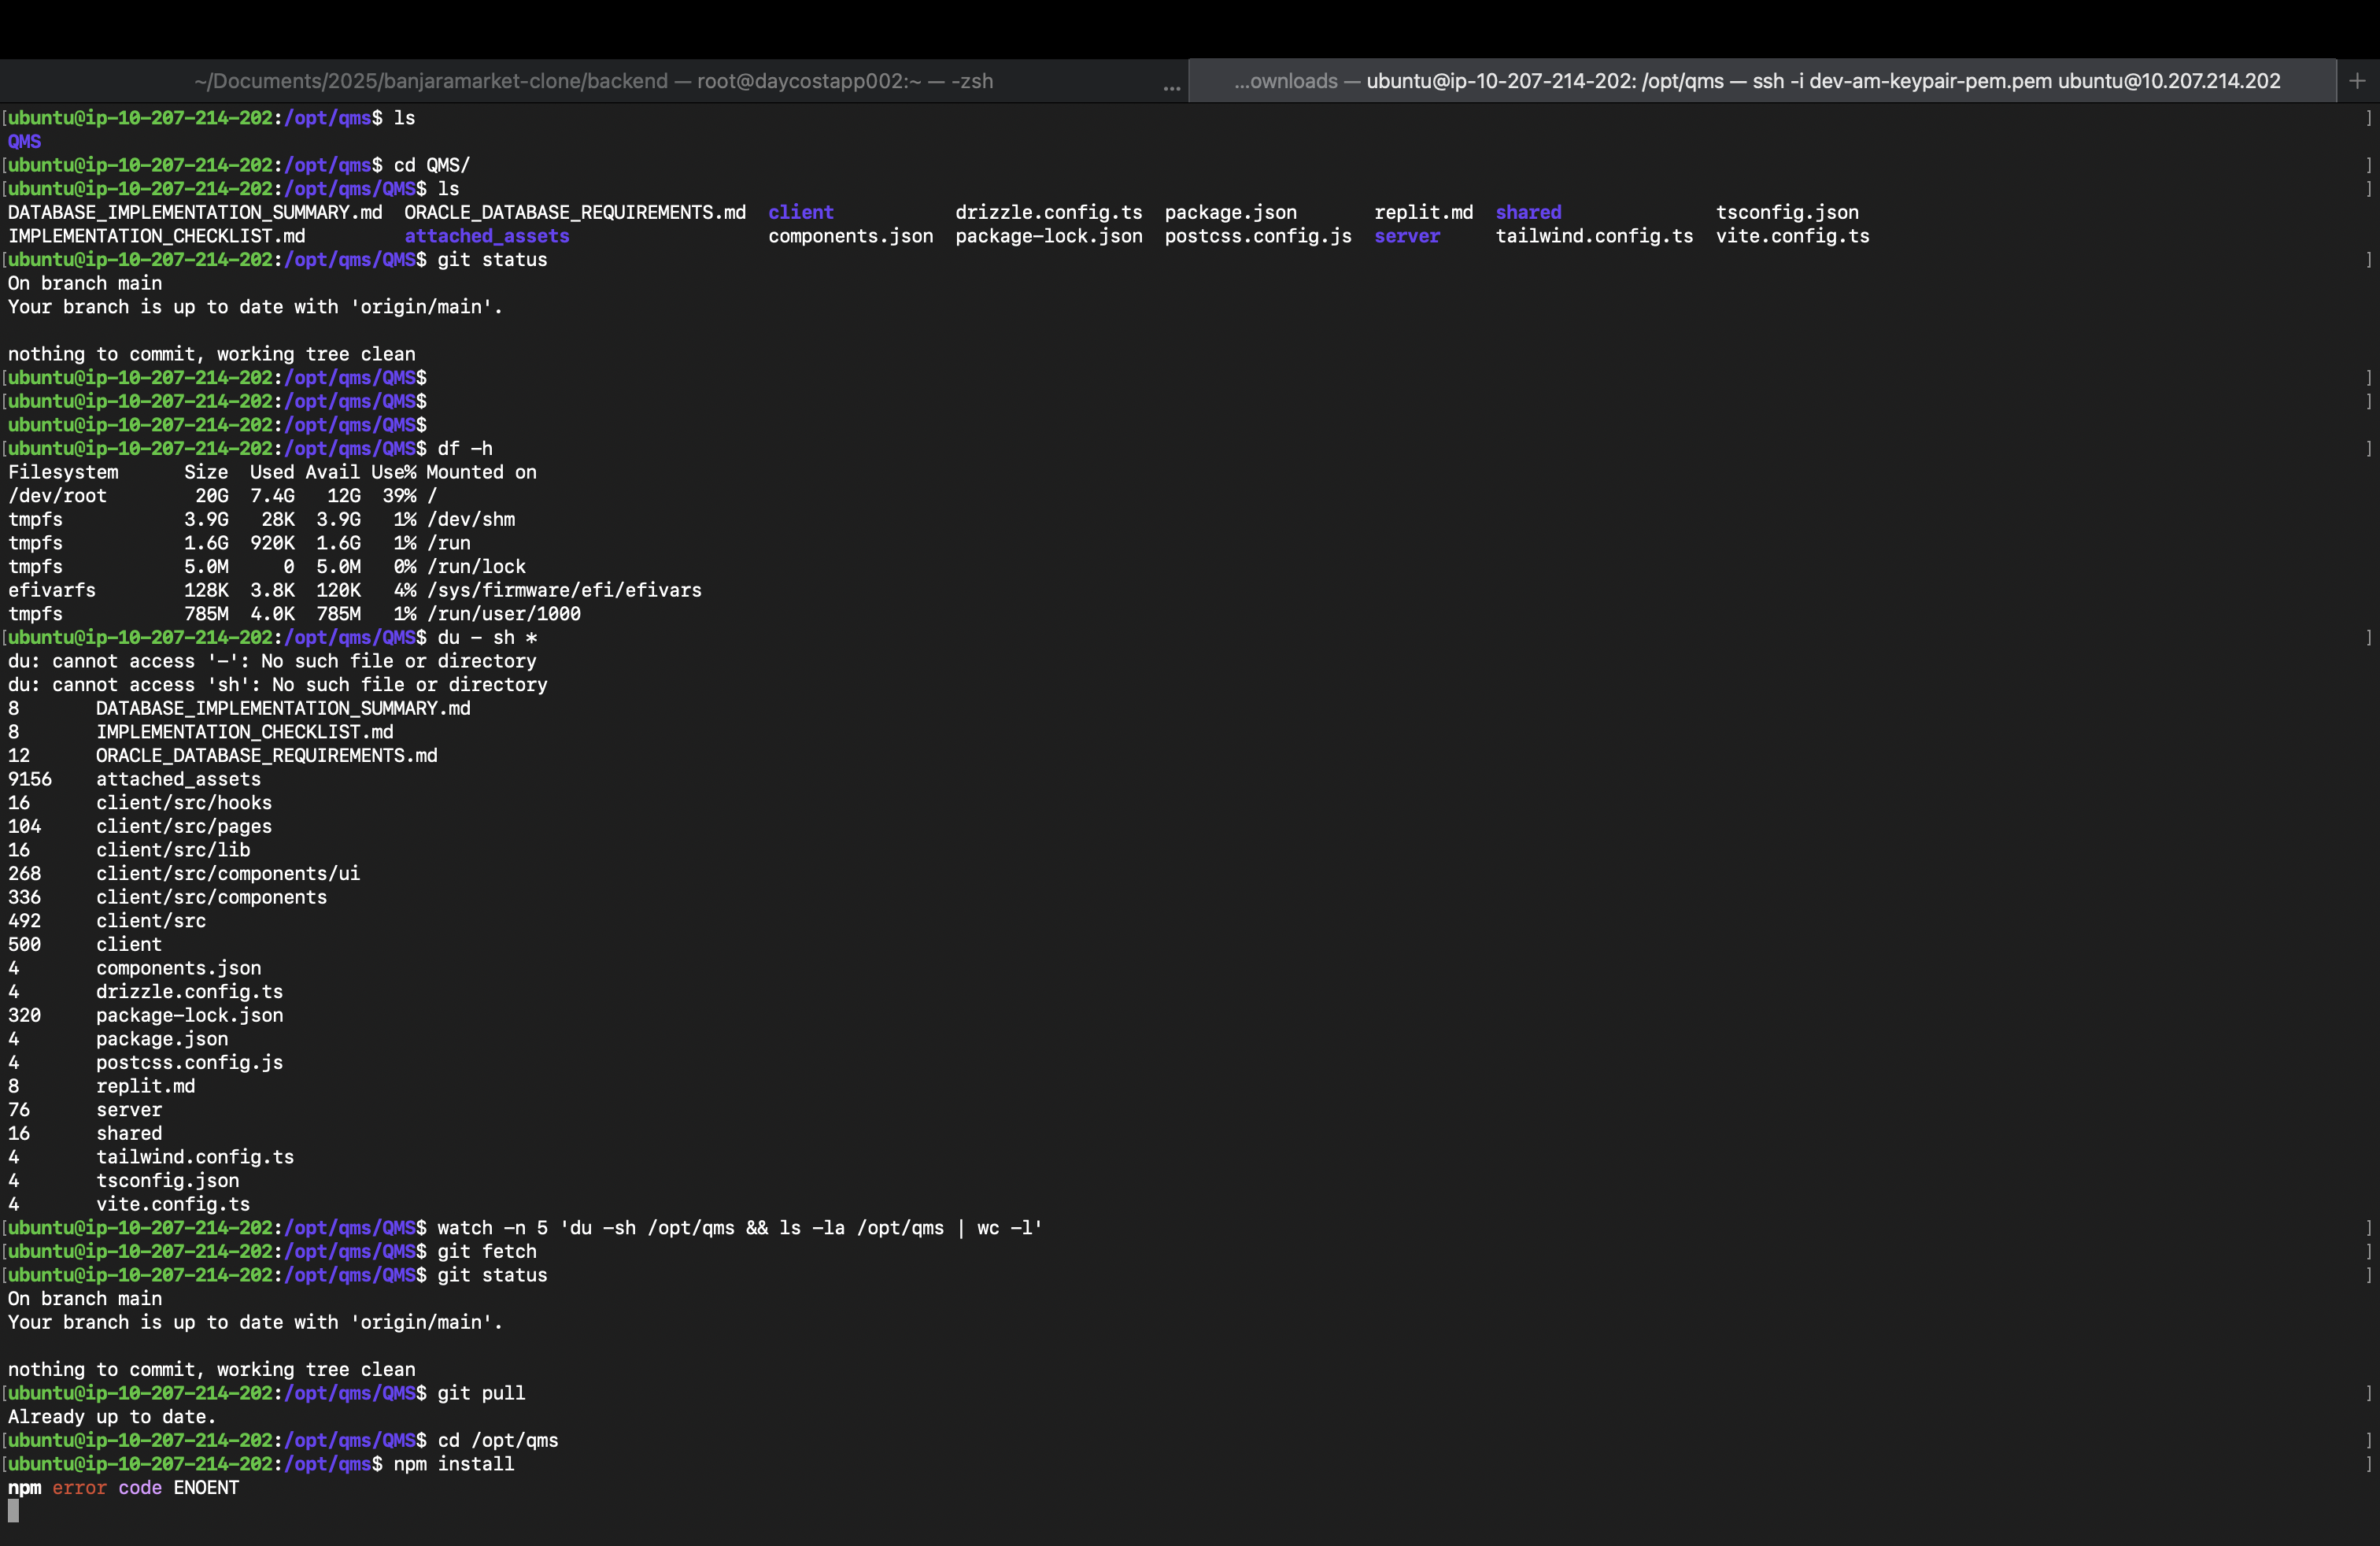 ~/Documents/2025/banjaramarket-clone/backend — root@daycostapp002:~ — -zsh ... ...ownloads — ubuntu@ip-10-207-214-202: /opt/qms — ssh -i dev-am-keypair-pem.pem ubuntu@10.207.214.202 +
[ubuntu@ip-10-207-214-202:/opt/qms$ ls ]
QMS
[ubuntu@ip-10-207-214-202:/opt/qms$ cd QMS/ ]
[ubuntu@ip-10-207-214-202:/opt/qms/QMS$ ls ]
DATABASE_IMPLEMENTATION_SUMMARY.md  ORACLE_DATABASE_REQUIREMENTS.md  client           drizzle.config.ts  package.json       replit.md  shared              tsconfig.json
IMPLEMENTATION_CHECKLIST.md         attached_assets                  components.json  package-lock.json  postcss.config.js  server     tailwind.config.ts  vite.config.ts
[ubuntu@ip-10-207-214-202:/opt/qms/QMS$ git status ]
On branch main
Your branch is up to date with 'origin/main'.
nothing to commit, working tree clean
[ubuntu@ip-10-207-214-202:/opt/qms/QMS$ ]
[ubuntu@ip-10-207-214-202:/opt/qms/QMS$ ]
ubuntu@ip-10-207-214-202:/opt/qms/QMS$
[ubuntu@ip-10-207-214-202:/opt/qms/QMS$ df -h ]
Filesystem      Size  Used Avail Use% Mounted on
/dev/root        20G  7.4G   12G  39% /
tmpfs           3.9G   28K  3.9G   1% /dev/shm
tmpfs           1.6G  920K  1.6G   1% /run
tmpfs           5.0M     0  5.0M   0% /run/lock
efivarfs        128K  3.8K  120K   4% /sys/firmware/efi/efivars
tmpfs           785M  4.0K  785M   1% /run/user/1000
[ubuntu@ip-10-207-214-202:/opt/qms/QMS$ du - sh * ]
du: cannot access '-': No such file or directory
du: cannot access 'sh': No such file or directory
8       DATABASE_IMPLEMENTATION_SUMMARY.md
8       IMPLEMENTATION_CHECKLIST.md
12      ORACLE_DATABASE_REQUIREMENTS.md
9156    attached_assets
16      client/src/hooks
104     client/src/pages
16      client/src/lib
268     client/src/components/ui
336     client/src/components
492     client/src
500     client
4       components.json
4       drizzle.config.ts
320     package-lock.json
4       package.json
4       postcss.config.js
8       replit.md
76      server
16      shared
4       tailwind.config.ts
4       tsconfig.json
4       vite.config.ts
[ubuntu@ip-10-207-214-202:/opt/qms/QMS$ watch -n 5 'du -sh /opt/qms && ls -la /opt/qms | wc -l' ]
[ubuntu@ip-10-207-214-202:/opt/qms/QMS$ git fetch ]
[ubuntu@ip-10-207-214-202:/opt/qms/QMS$ git status ]
On branch main
Your branch is up to date with 'origin/main'.
nothing to commit, working tree clean
[ubuntu@ip-10-207-214-202:/opt/qms/QMS$ git pull ]
Already up to date.
[ubuntu@ip-10-207-214-202:/opt/qms/QMS$ cd /opt/qms ]
[ubuntu@ip-10-207-214-202:/opt/qms$ npm install ]
npm error code ENOENT